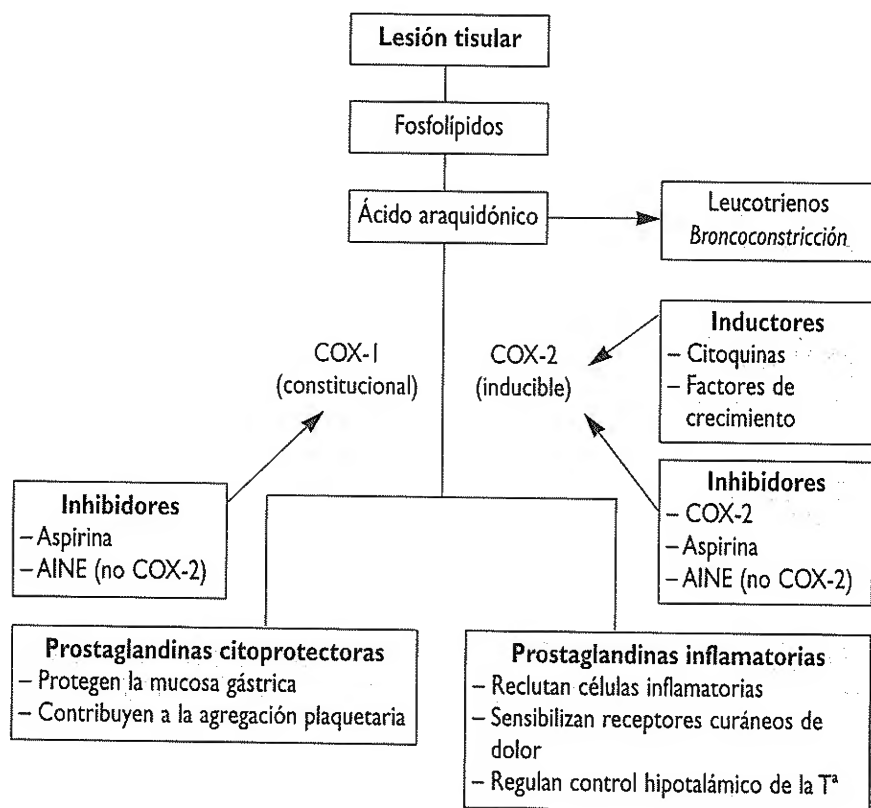 Lesión tisular
Fosfolípidos
Ácido araquidónico
Leucotrienos
Broncoconstricción
COX-1
(constitucional)
COX-2
(inducible)
Inductores
– Citoquinas
– Factores de
crecimiento
Inhibidores
– Aspirina
– AINE (no COX-2)
Inhibidores
– COX-2
– Aspirina
– AINE (no COX-2)
Prostaglandinas citoprotectoras
– Protegen la mucosa gástrica
– Contribuyen a la agregación plaquetaria
Prostaglandinas inflamatorias
– Reclutan células inflamatorias
– Sensibilizan receptores curáneos de
dolor
– Regulan control hipotalámico de la Tª